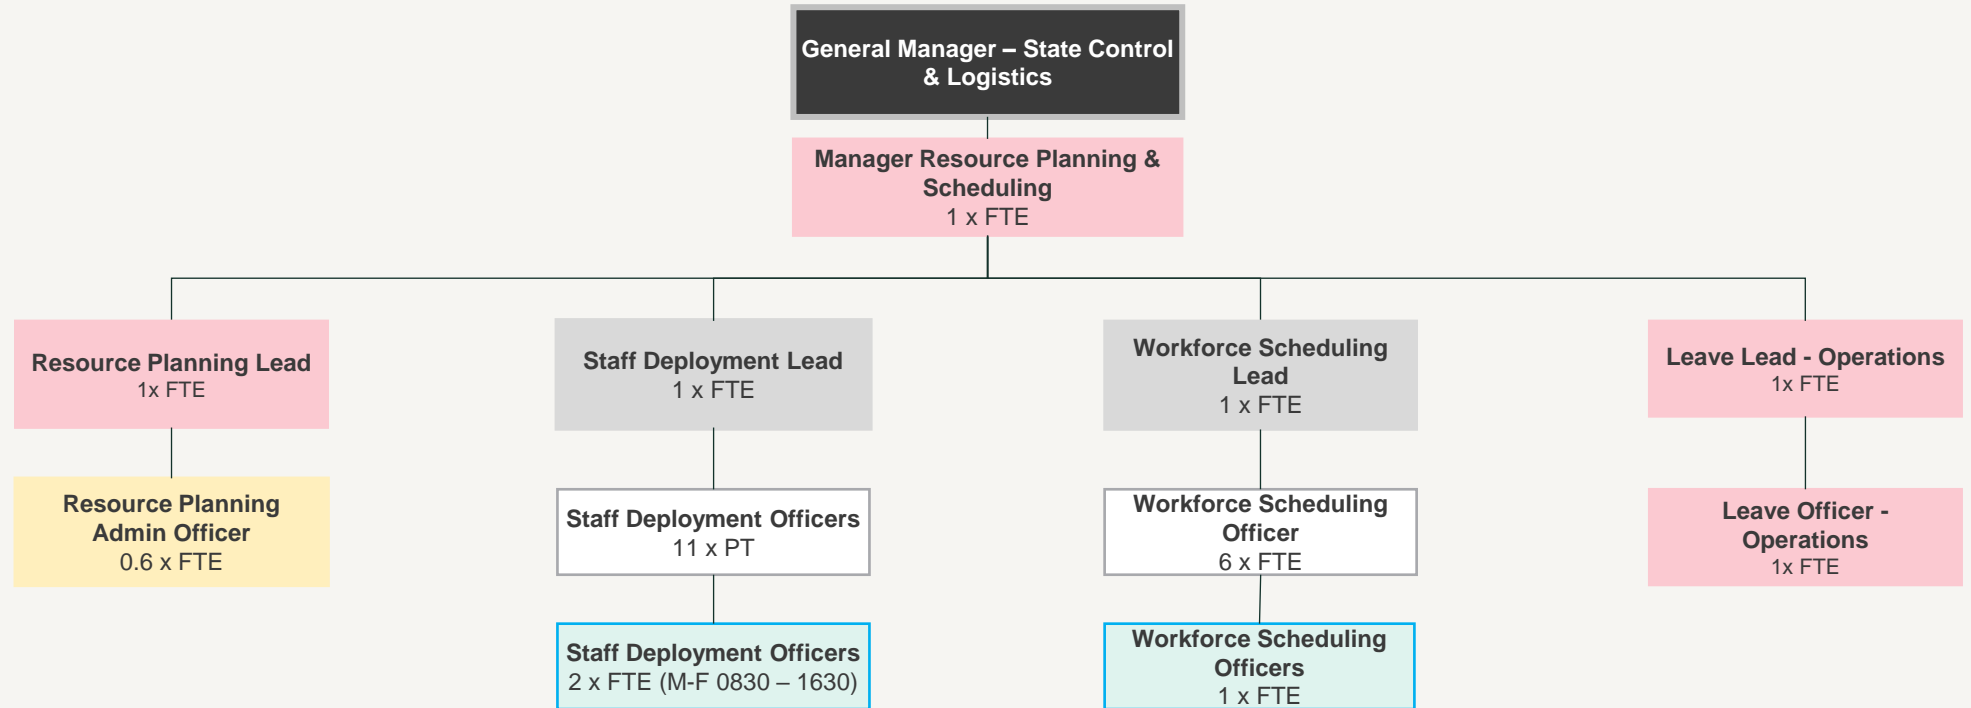 General Manager – State Control
& Logistics
Manager Resource Planning &
Scheduling
1 x FTE
Resource Planning Lead
1x FTE
Staff Deployment Lead
1 x FTE
Workforce Scheduling
Lead
1 x FTE
Leave Lead - Operations
1x FTE
Resource Planning
Admin Officer
0.6 x FTE
Staff Deployment Officers
11 x PT
Workforce Scheduling
Officer
6 x FTE
Leave Officer -
Operations
1x FTE
Staff Deployment Officers
2 x FTE (M-F 0830 – 1630)
Workforce Scheduling
Officers
1 x FTE